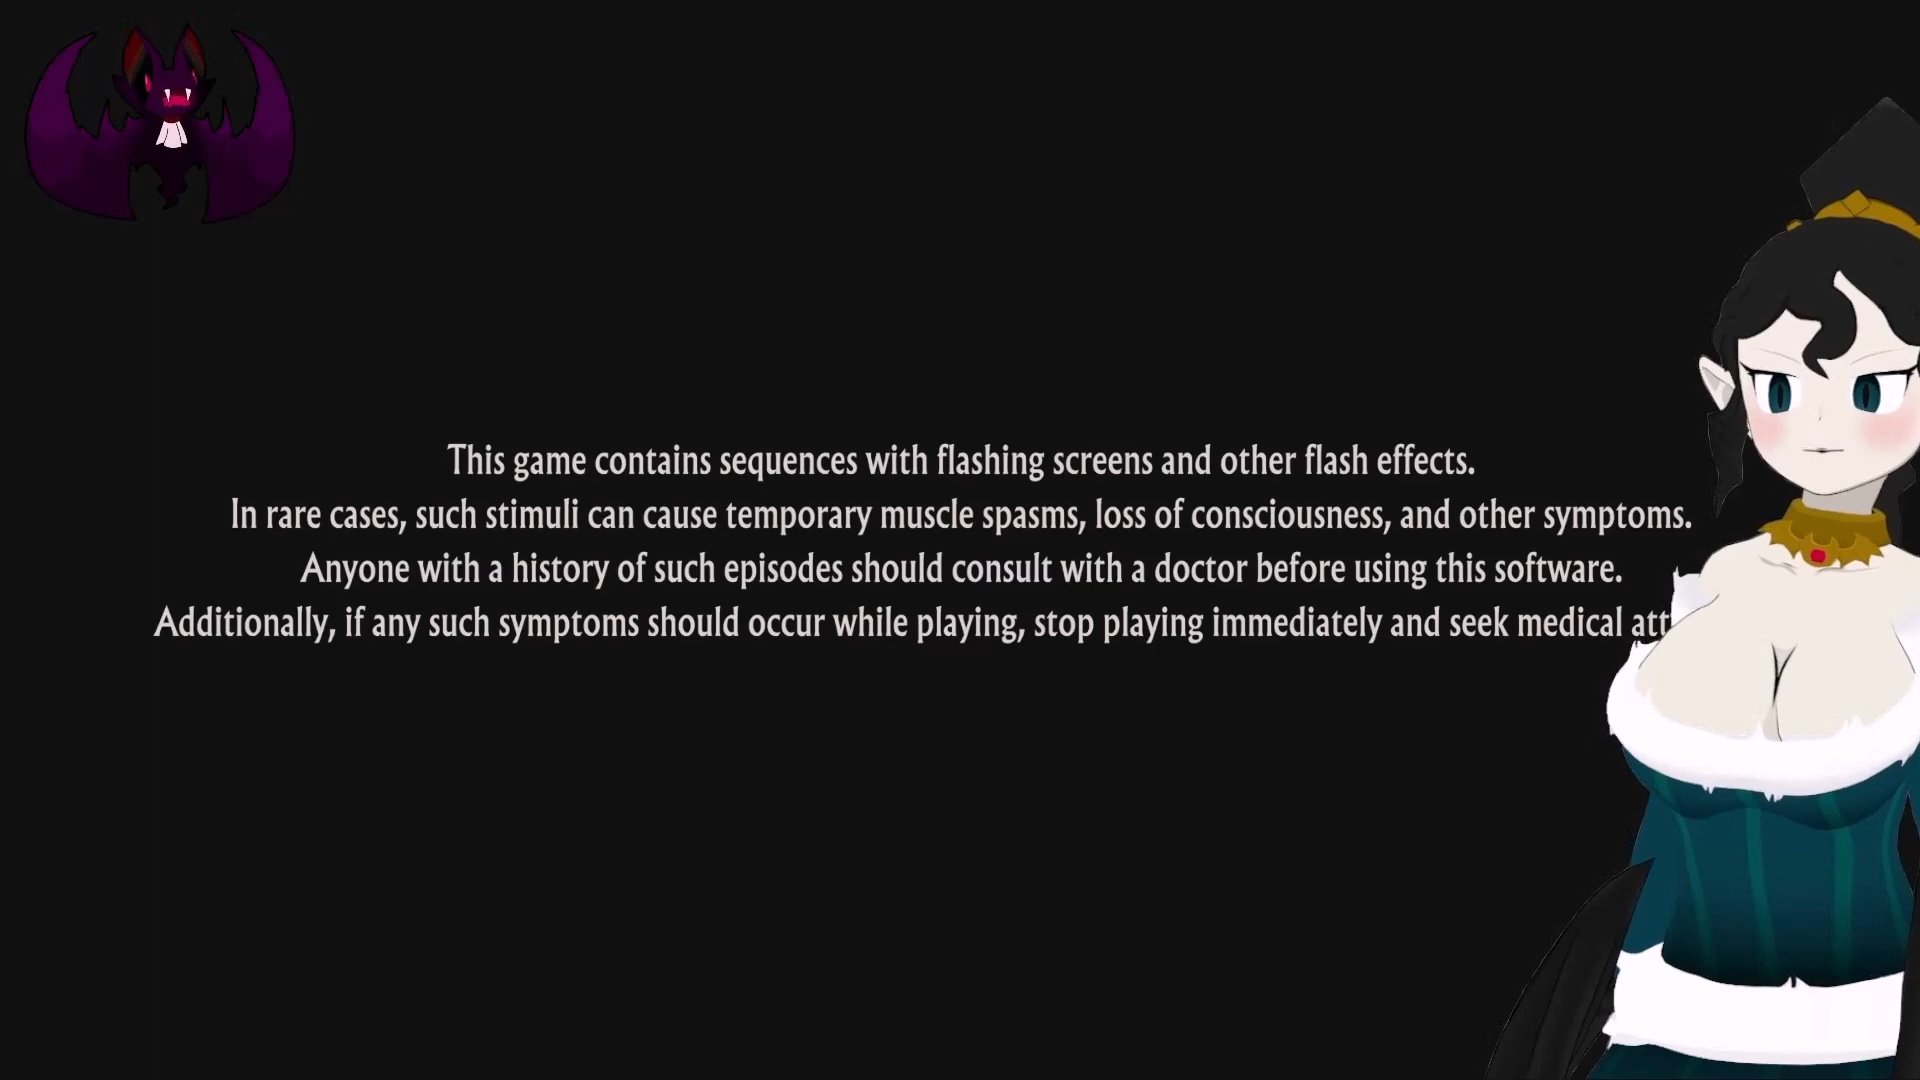 This game contains sequences with flashing screens and other flash effects.
In rare cases, such stimuli can cause temporary muscle spasms, loss of consciousness, and other symptoms.
Anyone with a history of such episodes should consult with a doctor before using this software.
Additionally, if any such symptoms should occur while playing, stop playing immediately and seek medical